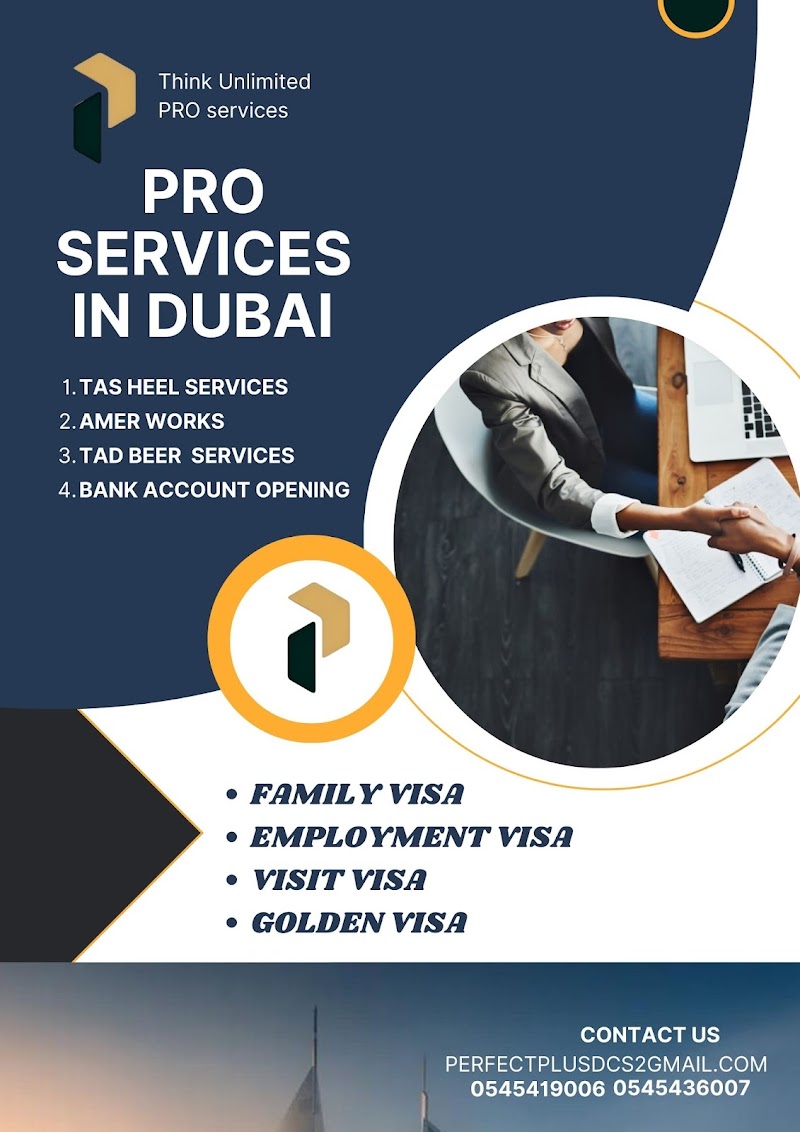 Think Unlimited
PRO services
PRO
SERVICES
IN DUBAI
1. TAS HEEL SERVICES
2. AMER WORKS
3. TAD BEER SERVICES
4. BANK ACCOUNT OPENING
• FAMILY VISA
• EMPLOYMENT VISA
• VISIT VISA
• GOLDEN VISA
CONTACT US
PERFECTPLUSDCS2GMAIL.COM
0545419006 0545436007